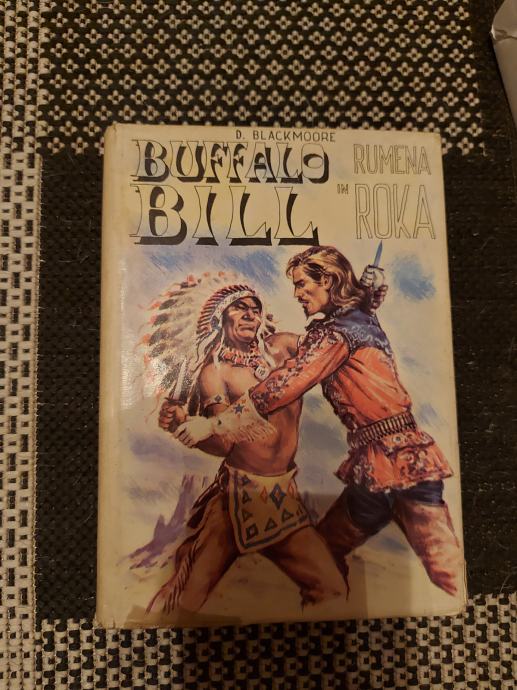 D. BLACKMOORE
BUFFALO
BILL
IN
RUMENA
ROKA